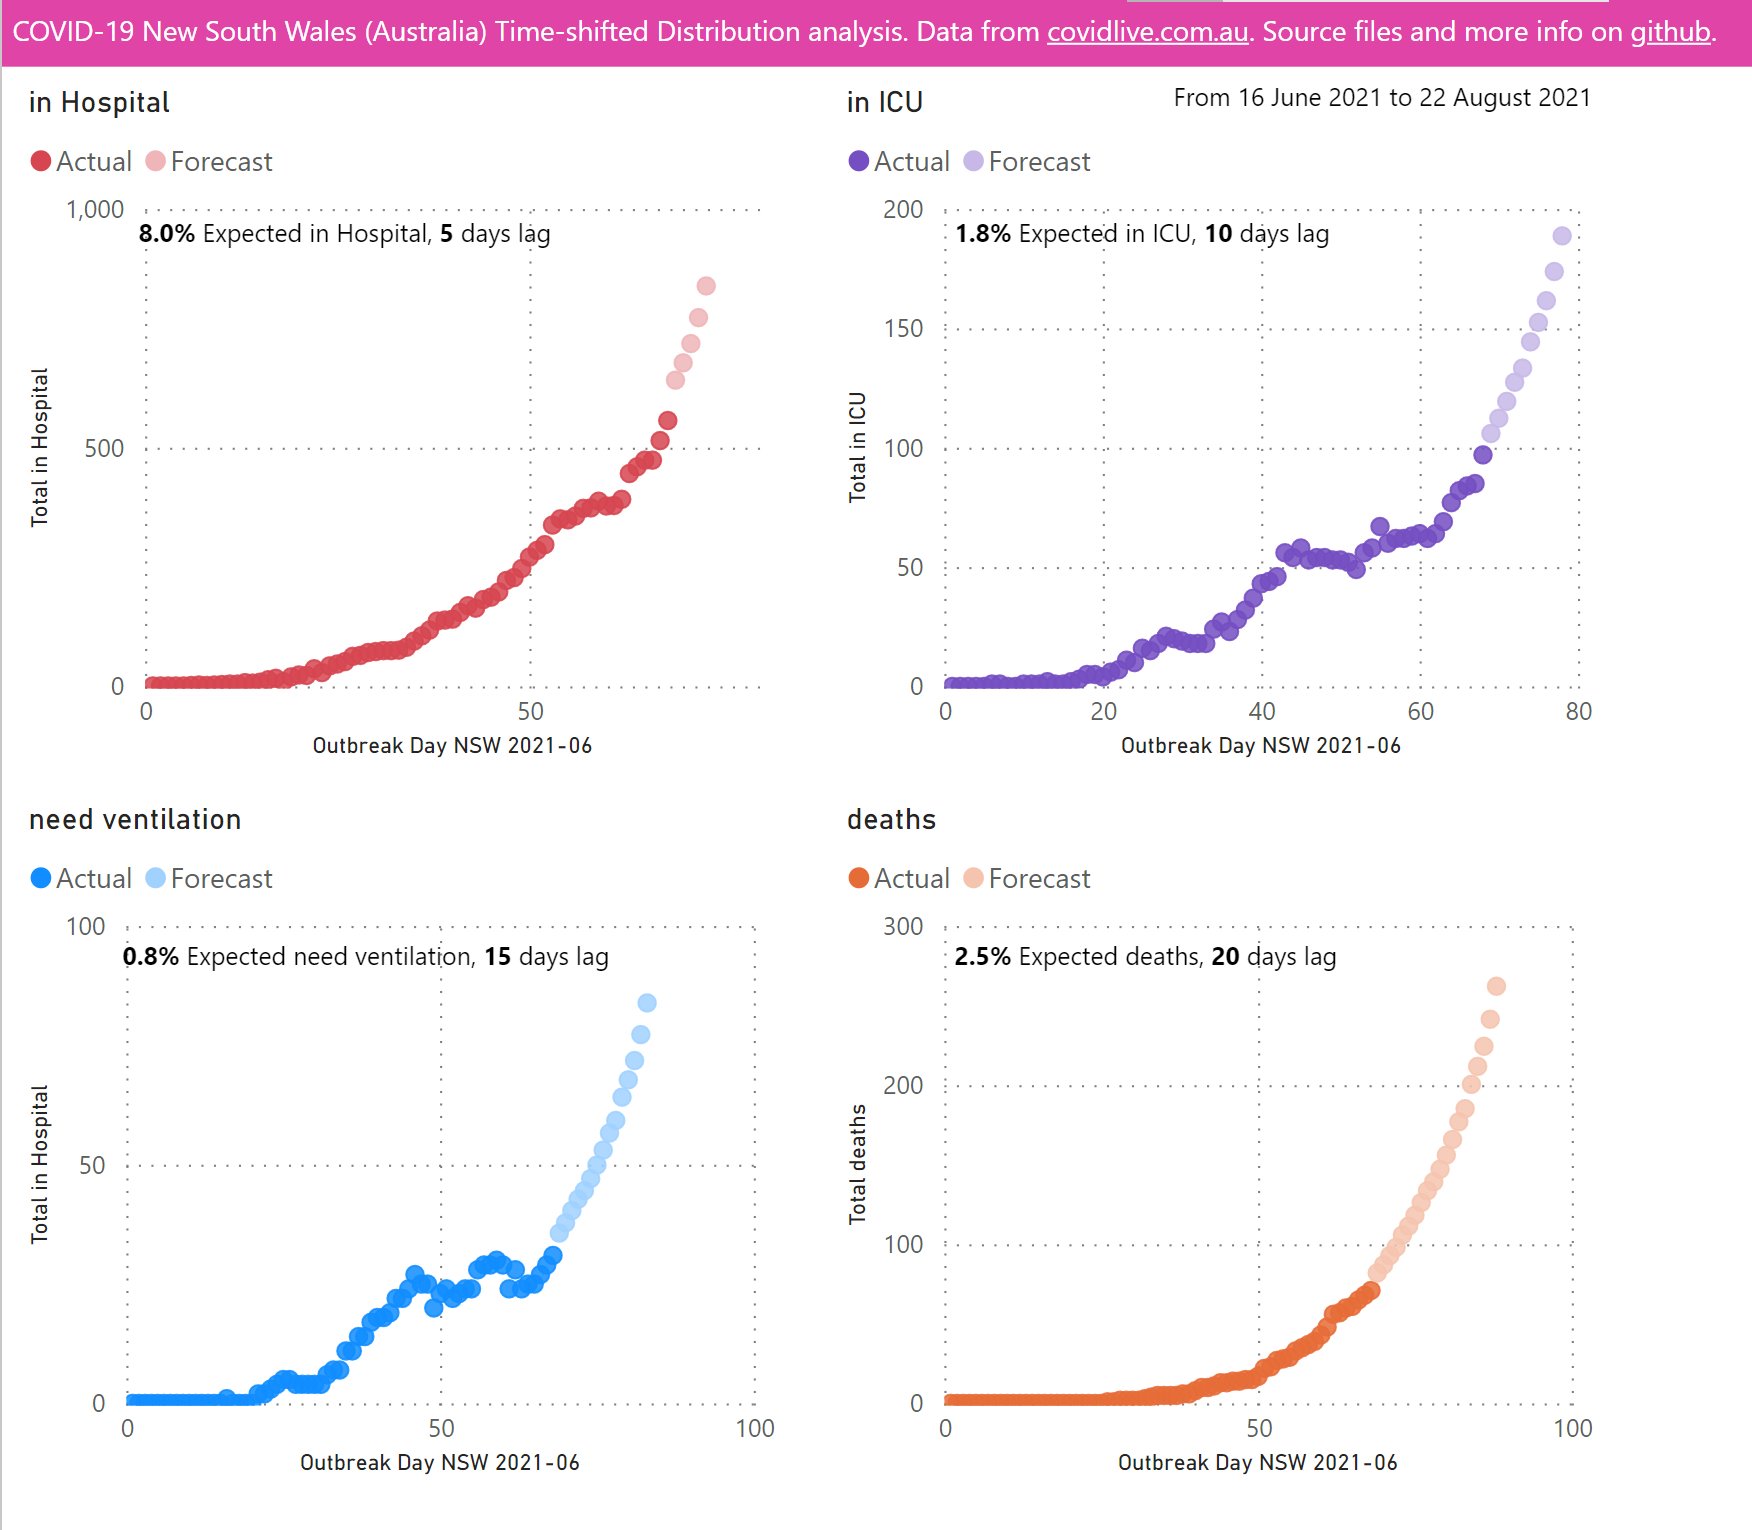 COVID-19 New South Wales (Australia) Time-shifted Distribution analysis. Data from covidlive.com.au. Source files and more info on github.
in Hospital
Actual Forecast
1,000
8.0% Expected in Hospital, 5 days lag
500
0
Total in Hospital
0 50
Outbreak Day NSW 2021-06
in ICU
From 16 June 2021 to 22 August 2021
Actual Forecast
200
1.8% Expected in ICU, 10 days lag
150
100
50
0
Total in ICU
0 20 40 60 80
Outbreak Day NSW 2021-06
need ventilation
Actual Forecast
100
0.8% Expected need ventilation, 15 days lag
50
0
Total in Hospital
0 50 100
Outbreak Day NSW 2021-06
deaths
Actual Forecast
300
2.5% Expected deaths, 20 days lag
200
100
0
Total deaths
0 50 100
Outbreak Day NSW 2021-06